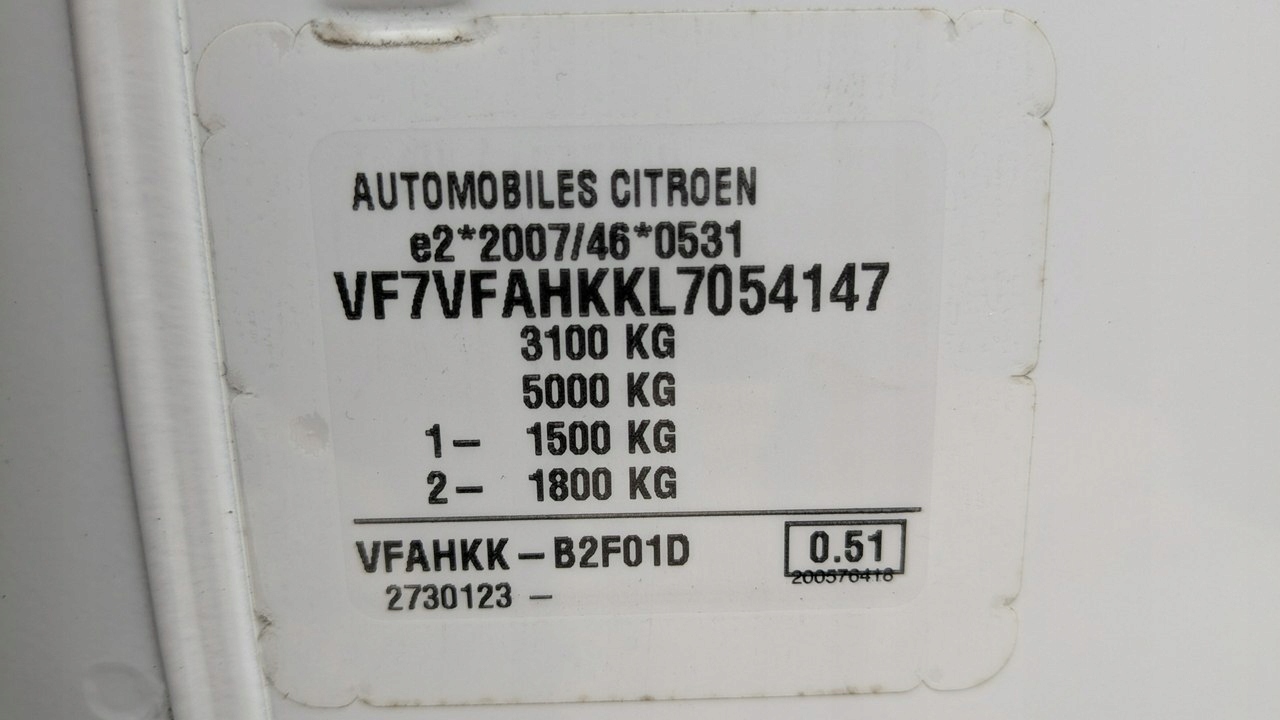 AUTOMOBILES CITROEN
e2*2007/46*0531
VF7VFAHKKL7054147
3100 KG
5000 KG
1- 1500 KG
2- 1800 KG
VFAHKK-B2F01D
0.51
200570418
2730123 -